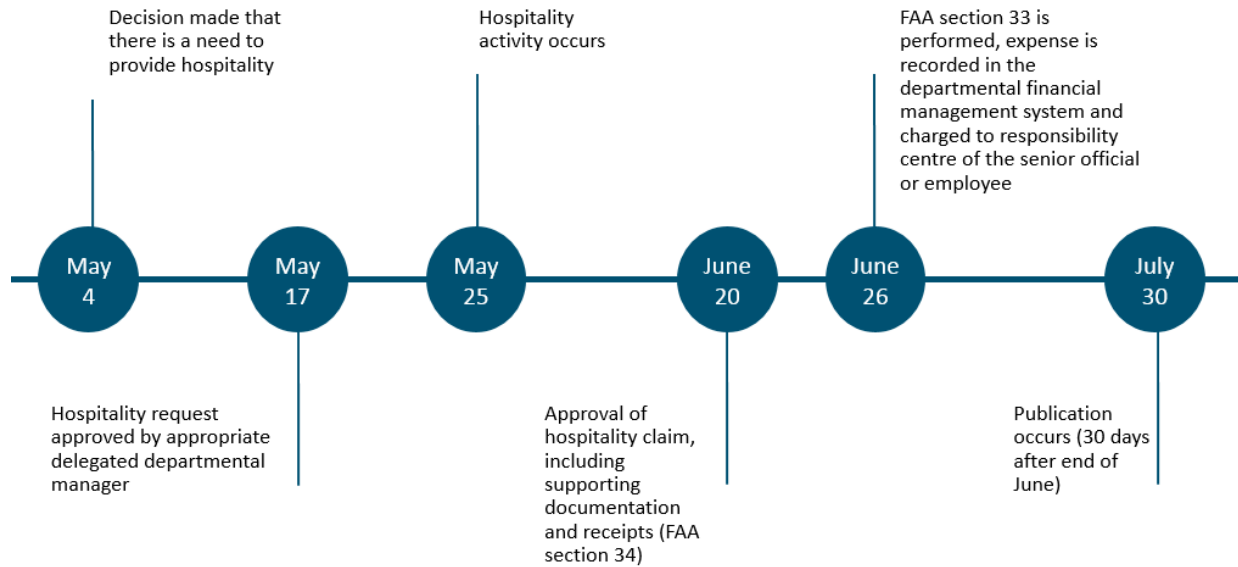 Decision made that
there is a need to
provide hospitality
Hospitality
activity occurs
FAA section 33 is
performed, expense is
recorded in the
departmental financial
management system and
charged to responsibility
centre of the senior official
or employee
May
4
May
17
May
25
June
20
June
26
July
30
Hospitality request
approved by appropriate
delegated departmental
manager
Approval of
hospitality claim,
including
supporting
documentation
and receipts (FAA
section 34)
Publication
occurs (30 days
after end of
June)